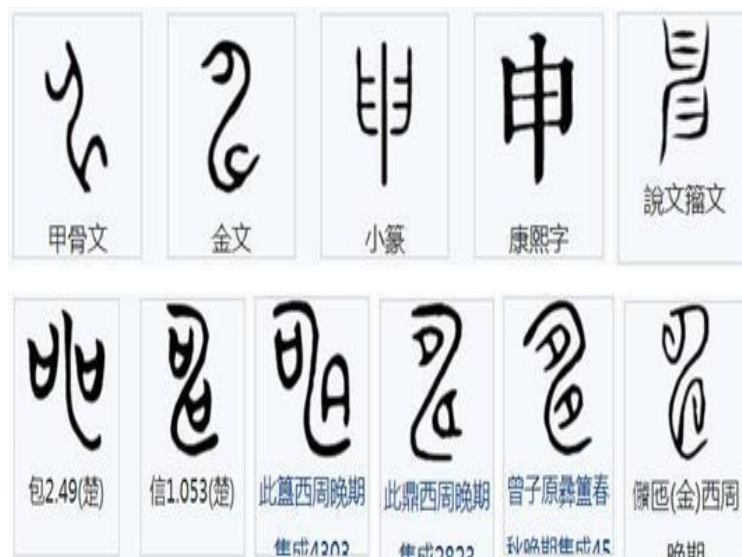 申
甲骨文 金文 小篆 康熙字 說文籀文
包2.49(楚) 信1.053(楚) 此簋西周晚期 此鼎西周晚期 曾子原彝簠春 匜(金)西周
集成4303 集成2823 秋晚期集成45 晚期